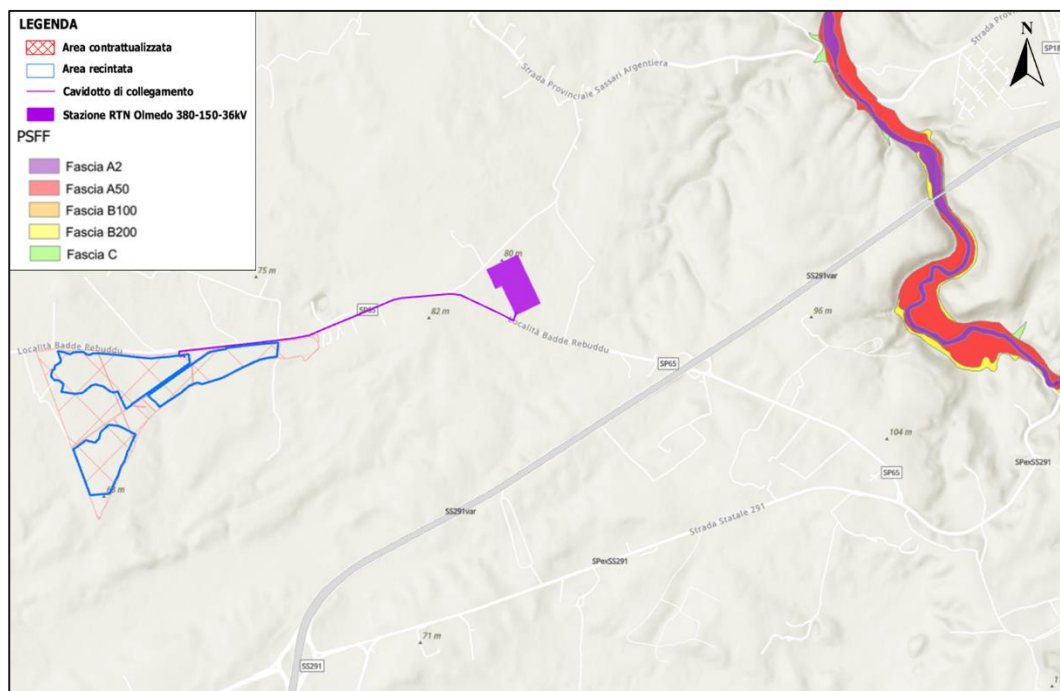 LEGENDA
Area contrattualizzata
Area recintata
Cavidotto di collegamento
Stazione RTN Olmedo 380-150-36kV
PSFF
Fascia A2
Fascia A50
Fascia B100
Fascia B200
Fascia C
N
Strada Provinciale Sassari Argentiera
SP18
80 m
75 m
SS291var
SP65
82 m
96 m
Località Badde Rebuddu
Località Badde Rebuddu
SP65
104 m
SPexSS291
SP65
SS291var
Strada Statale 291
SPexSS291
71 m
SS291